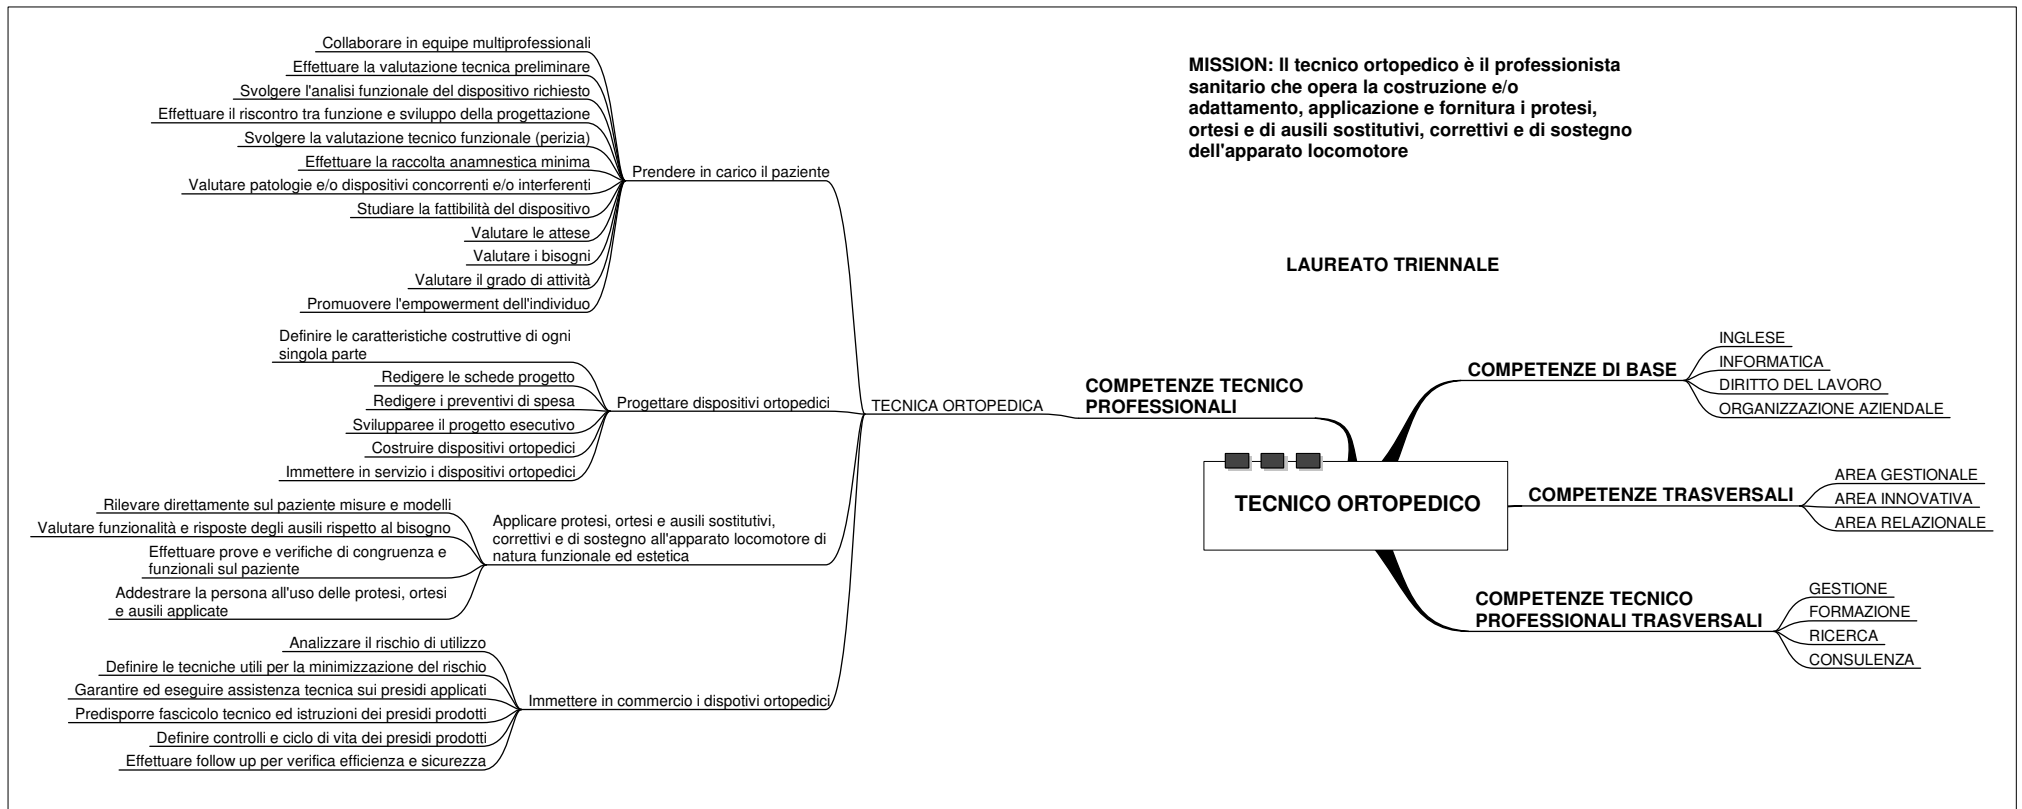 Collaborare in equipe multiprofessionali
Effettuare la valutazione tecnica preliminare
Svolgere l'analisi funzionale del dispositivo richiesto
Effettuare il riscontro tra funzione e sviluppo della progettazione
Svolgere la valutazione tecnico funzionale (perizia)
Effettuare la raccolta anamnestica minima
Valutare patologie e/o dispositivi concorrenti e/o interferenti
Studiare la fattibilità del dispositivo
Valutare le attese
Valutare i bisogni
Valutare il grado di attività
Promuovere l'empowerment dell'individuo
Prendere in carico il paziente
Definire le caratteristiche costruttive di ogni
singola parte
Redigere le schede progetto
Redigere i preventivi di spesa
Svilupparee il progetto esecutivo
Costruire dispositivi ortopedici
Immettere in servizio i dispositivi ortopedici
Progettare dispositivi ortopedici
Rilevare direttamente sul paziente misure e modelli
Valutare funzionalità e risposte degli ausili rispetto al bisogno
Effettuare prove e verifiche di congruenza e
funzionali sul paziente
Addestrare la persona all'uso delle protesi, ortesi
e ausili applicate
Applicare protesi, ortesi e ausili sostitutivi,
correttivi e di sostegno all'apparato locomotore di
natura funzionale ed estetica
Analizzare il rischio di utilizzo
Definire le tecniche utili per la minimizzazione del rischio
Garantire ed eseguire assistenza tecnica sui presidi applicati
Predisporre fascicolo tecnico ed istruzioni dei presidi prodotti
Definire controlli e ciclo di vita dei presidi prodotti
Effettuare follow up per verifica efficienza e sicurezza
Immettere in commercio i dispotivi ortopedici
TECNICA ORTOPEDICA
COMPETENZE TECNICO
PROFESSIONALI
MISSION: Il tecnico ortopedico è il professionista
sanitario che opera la costruzione e/o
adattamento, applicazione e fornitura i protesi,
ortesi e di ausili sostitutivi, correttivi e di sostegno
dell'apparato locomotore
LAUREATO TRIENNALE
TECNICO ORTOPEDICO
COMPETENZE DI BASE
INGLESE
INFORMATICA
DIRITTO DEL LAVORO
ORGANIZZAZIONE AZIENDALE
COMPETENZE TRASVERSALI
AREA GESTIONALE
AREA INNOVATIVA
AREA RELAZIONALE
COMPETENZE TECNICO
PROFESSIONALI TRASVERSALI
GESTIONE
FORMAZIONE
RICERCA
CONSULENZA